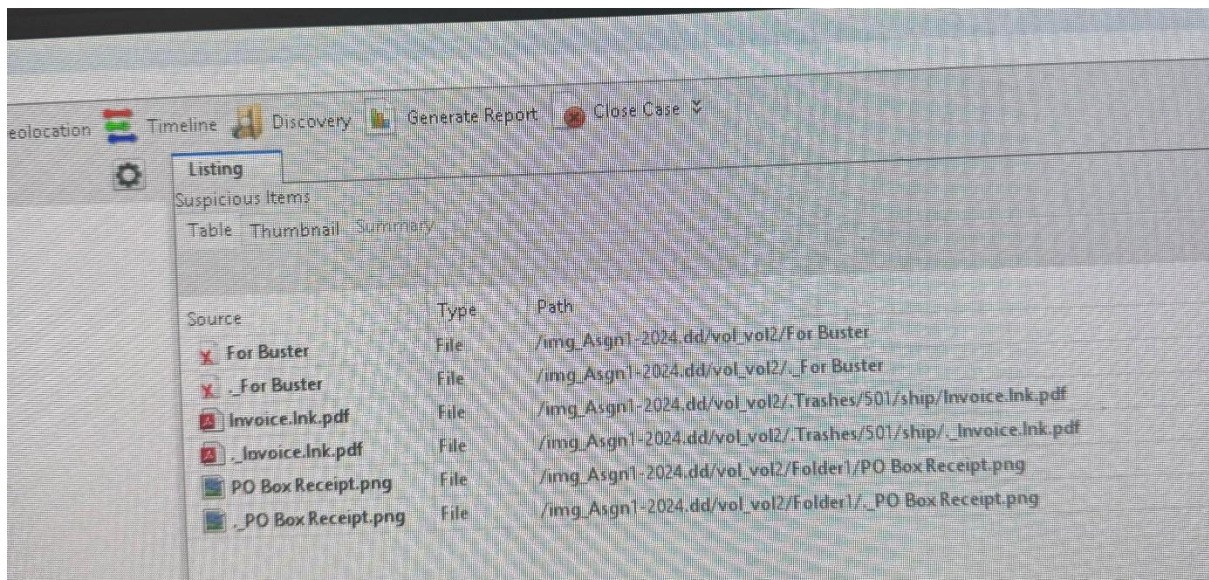 eolocation Timeline Discovery Generate Report Close Case
Listing
Suspicious Items
Table Thumbnail Summary
Source Type Path
For Buster File /img_Asgn1-2024.dd/vol_vol2/For Buster
._For Buster File /img_Asgn1-2024.dd/vol_vol2/._For Buster
Invoice.lnk.pdf File /img_Asgn1-2024.dd/vol_vol2/.Trashes/501/ship/Invoice.lnk.pdf
._Invoice.lnk.pdf File /img_Asgn1-2024.dd/vol_vol2/.Trashes/501/ship/._Invoice.lnk.pdf
PO Box Receipt.png File /img_Asgn1-2024.dd/vol_vol2/Folder1/PO Box Receipt.png
._PO Box Receipt.png File /img_Asgn1-2024.dd/vol_vol2/Folder1/._PO Box Receipt.png